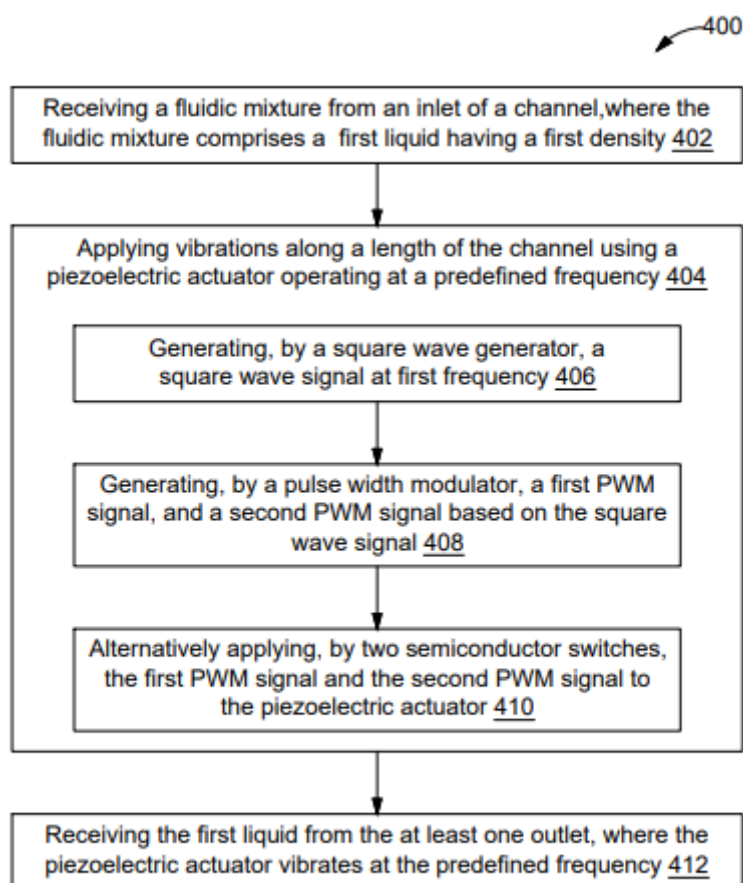 400
Receiving a fluidic mixture from an inlet of a channel,where the
fluidic mixture comprises a first liquid having a first density 402
Applying vibrations along a length of the channel using a
piezoelectric actuator operating at a predefined frequency 404
Generating, by a square wave generator, a
square wave signal at first frequency 406
Generating, by a pulse width modulator, a first PWM
signal, and a second PWM signal based on the square
wave signal 408
Alternatively applying, by two semiconductor switches,
the first PWM signal and the second PWM signal to
the piezoelectric actuator 410
Receiving the first liquid from the at least one outlet, where the
piezoelectric actuator vibrates at the predefined frequency 412